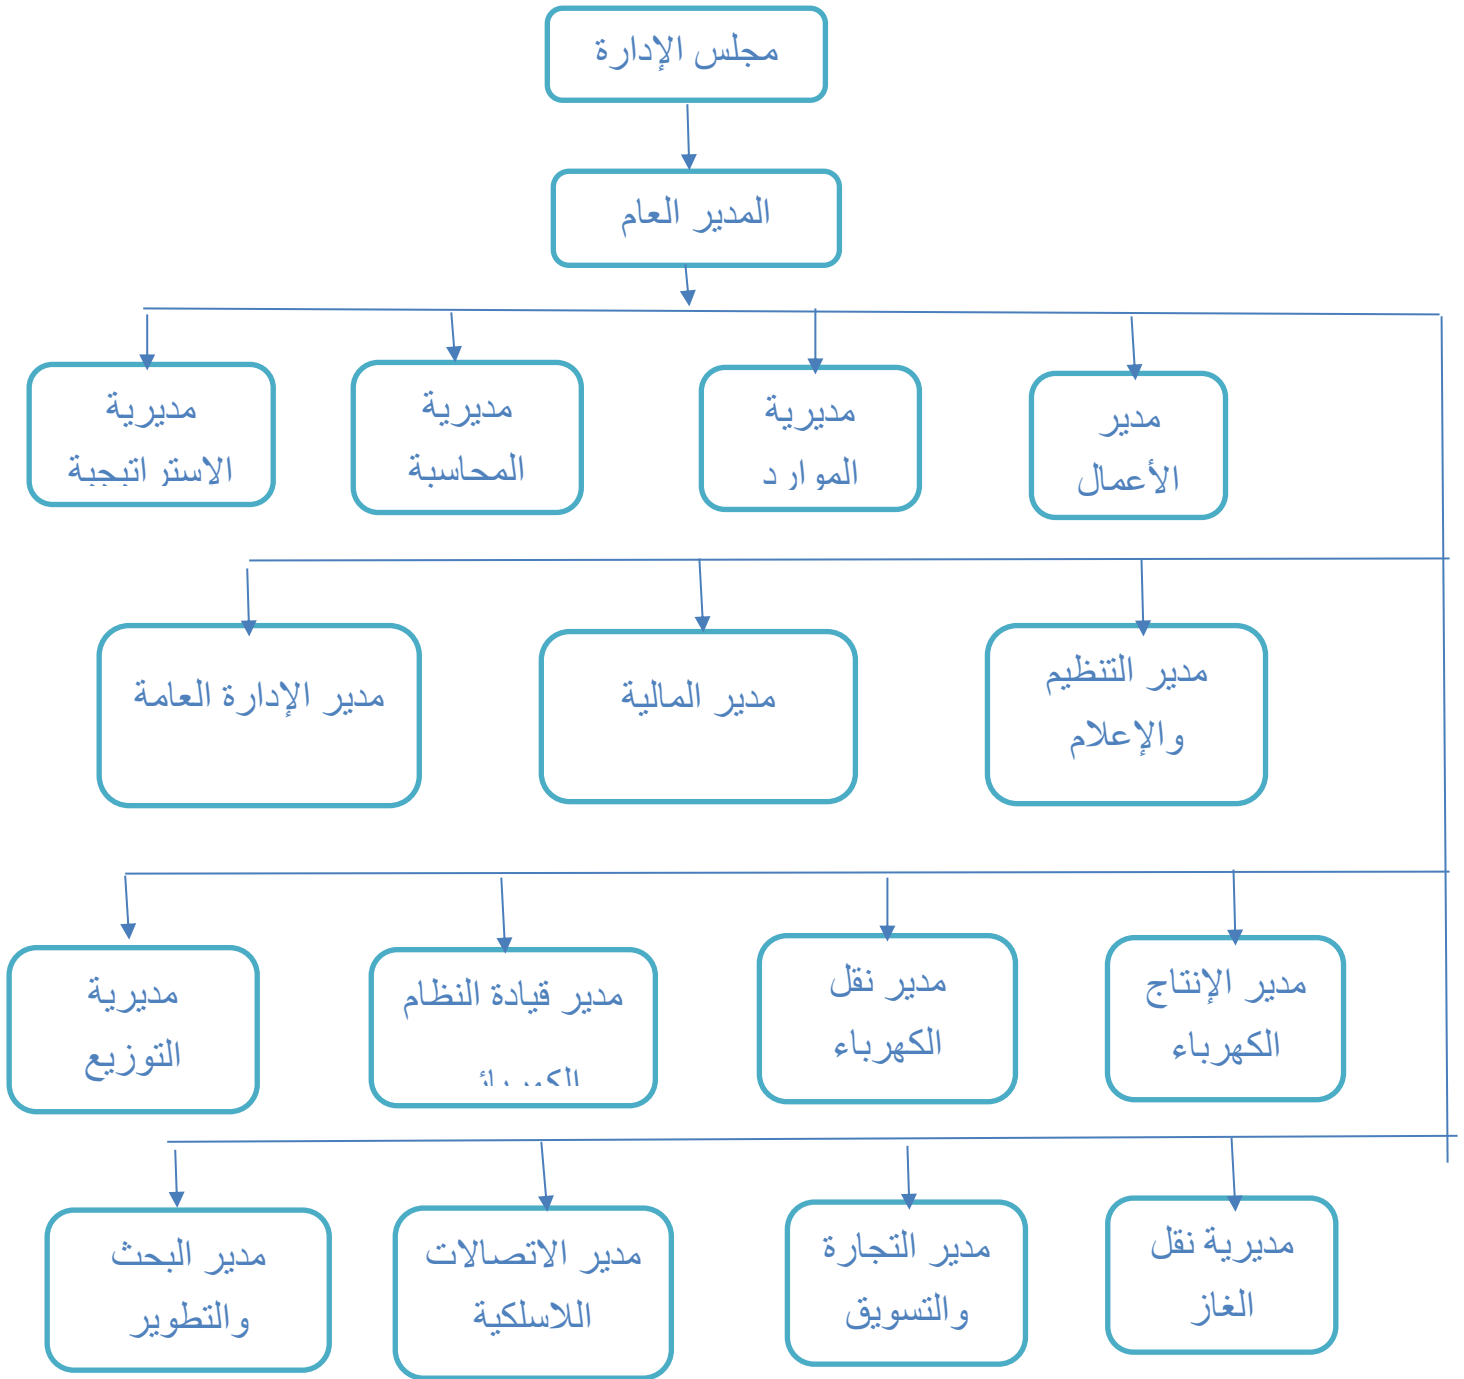 مجلس الإدارة
المدير العام
مدير
الأعمال
مديرية
الموارد
مديرية
المحاسبة
مديرية
الاستراتيجية
مدير التنظيم
والإعلام
مدير المالية
مدير الإدارة العامة
مدير الإنتاج
الكهرباء
مدير نقل
الكهرباء
مدير قيادة النظام
مديرية
التوزيع
مديرية نقل
الغاز
مدير التجارة
والتسويق
مدير الاتصالات
اللاسلكية
مدير البحث
والتطوير